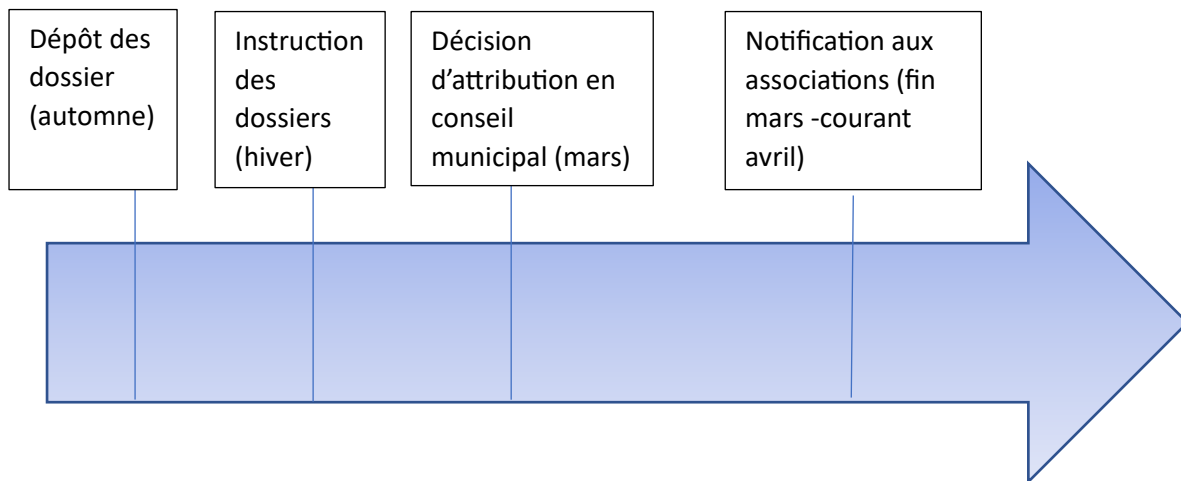 Dépôt des
dossier
(automne)
Instruction
des
dossiers
(hiver)
Décision
d’attribution en
conseil
municipal (mars)
Notification aux
associations (fin
mars -courant
avril)